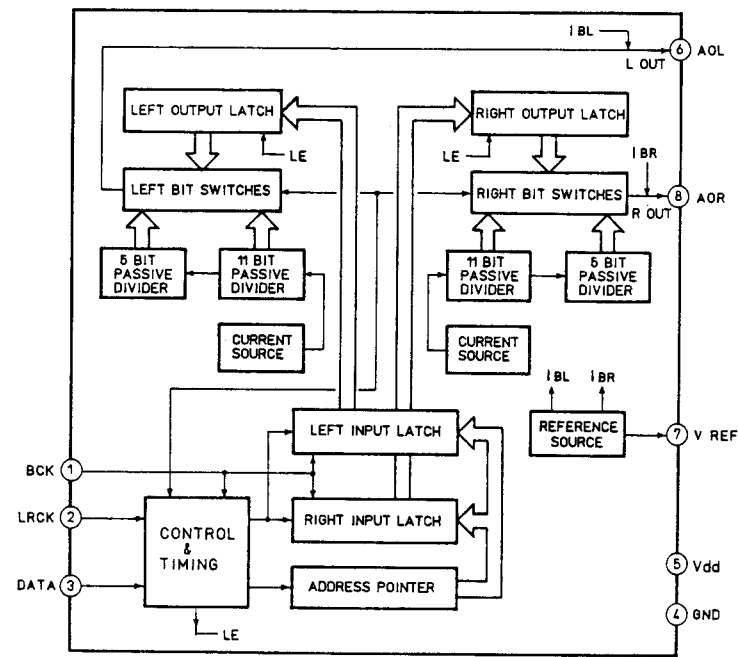 I BL
6 AOL
L OUT
LEFT OUTPUT LATCH
RIGHT OUTPUT LATCH
LE
LE
I BR
LEFT BIT SWITCHES
RIGHT BIT SWITCHES
8 AOR
R OUT
5 BIT
PASSIVE
DIVIDER
11 BIT
PASSIVE
DIVIDER
11 BIT
PASSIVE
DIVIDER
5 BIT
PASSIVE
DIVIDER
CURRENT
SOURCE
CURRENT
SOURCE
I BL
I BR
LEFT INPUT LATCH
REFERENCE
SOURCE
7 V REF
BCK 1
LRCK 2
RIGHT INPUT LATCH
CONTROL
&
TIMING
5 Vdd
DATA 3
ADDRESS POINTER
4 GND
LE